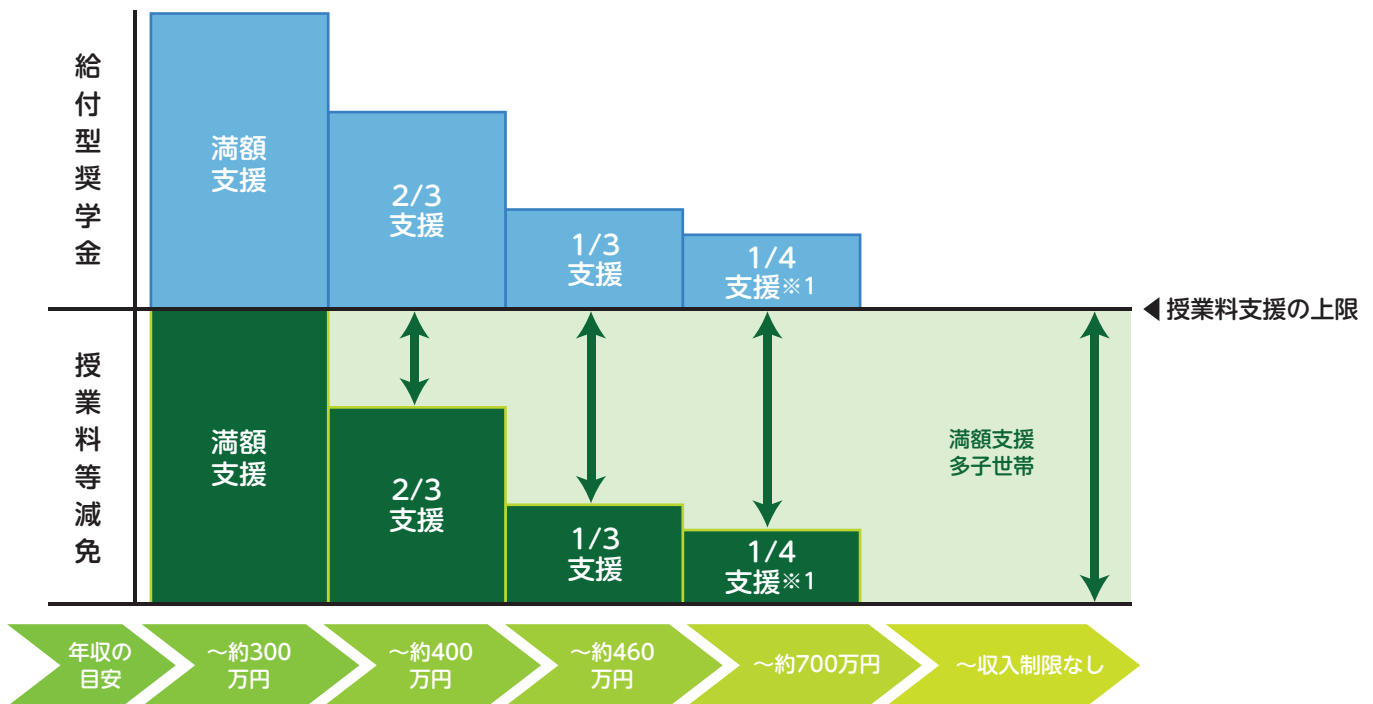 給付型奨学金
満額
支援
2/3
支援
1/3
支援
1/4
支援※1
◀授業料支援の上限
授業料等減免
満額
支援
2/3
支援
1/3
支援
1/4
支援※1
満額支援
多子世帯
年収の
目安
～約300
万円
～約400
万円
～約460
万円
～約700万円
～収入制限なし